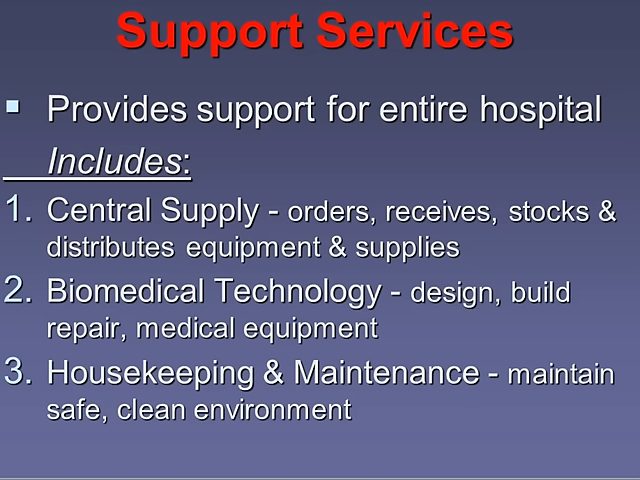 Support Services
▪ Provides support for entire hospital
Includes:
1. Central Supply - orders, receives, stocks &
distributes equipment & supplies
2. Biomedical Technology - design, build
repair, medical equipment
3. Housekeeping & Maintenance - maintain
safe, clean environment